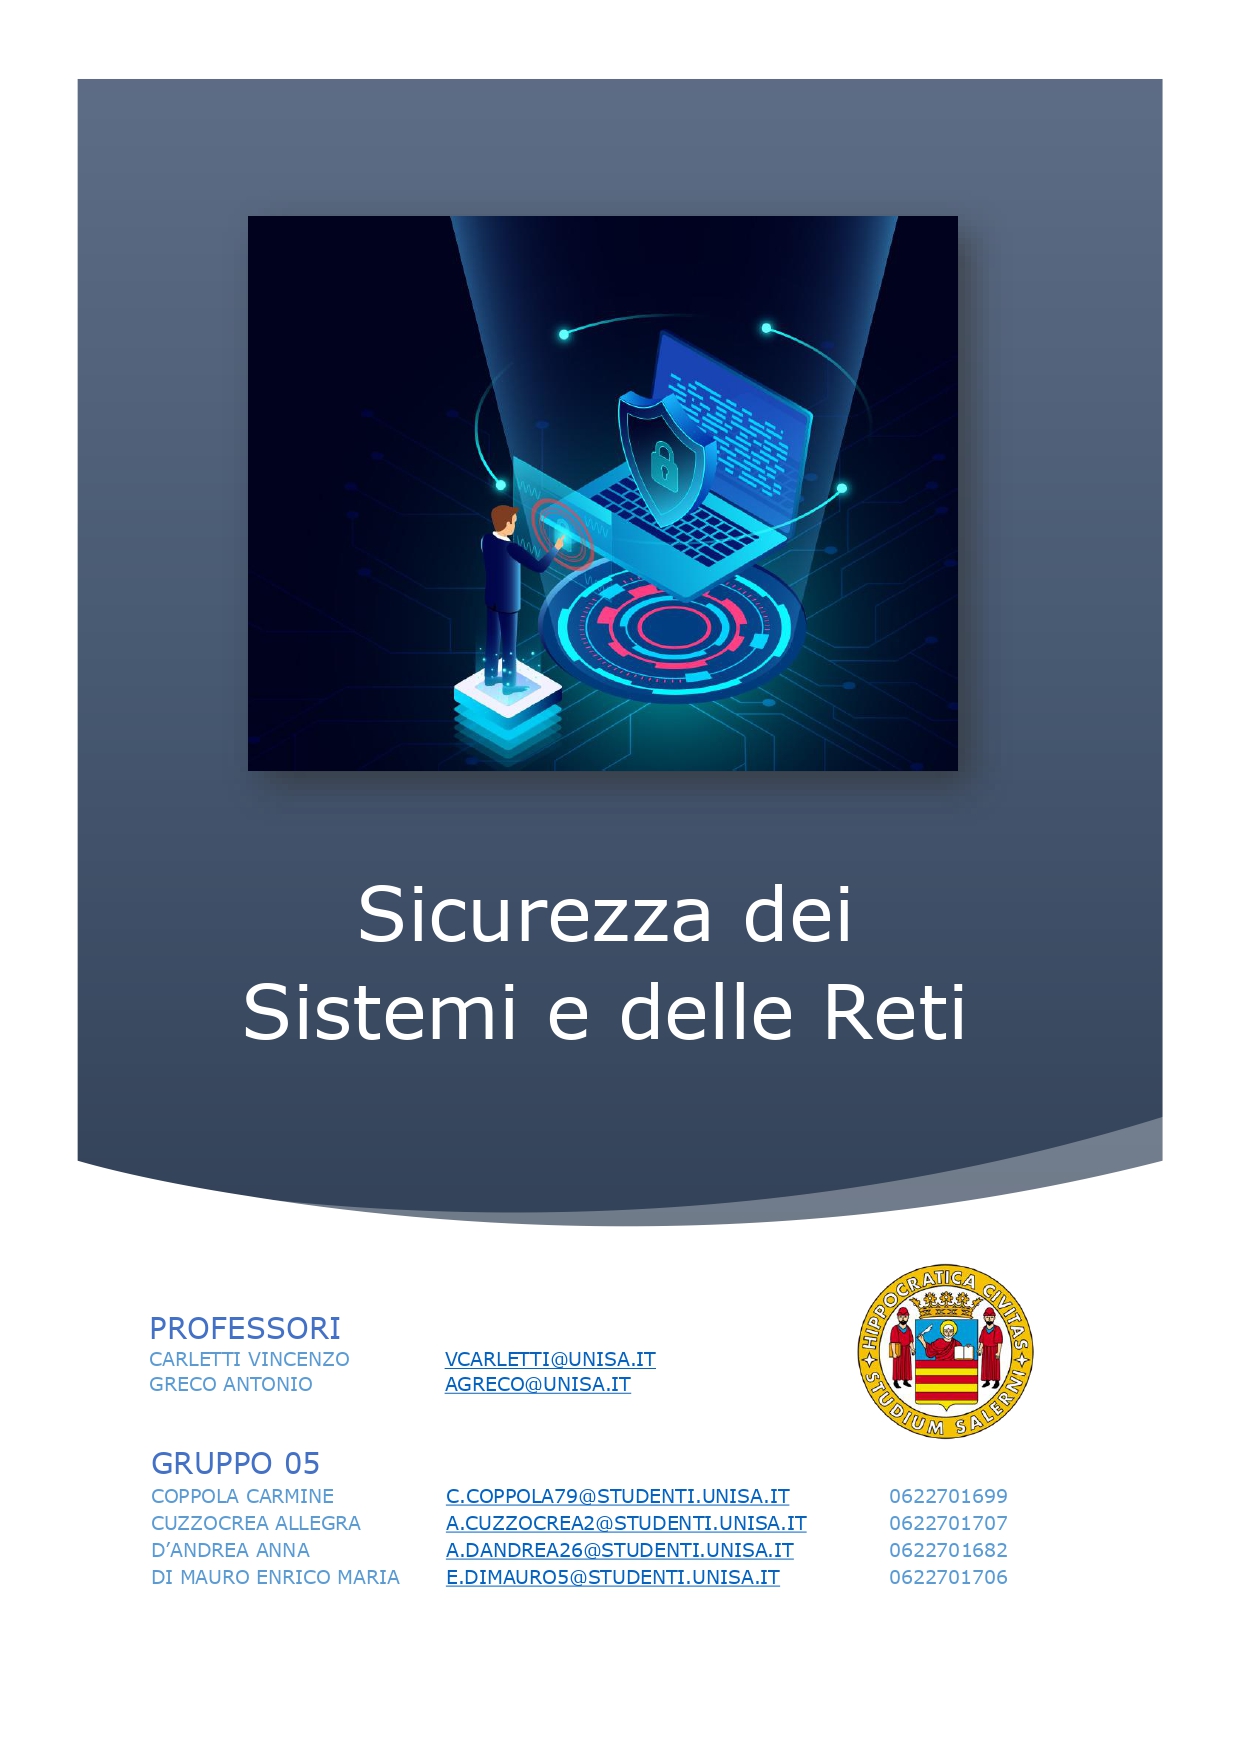 Sicurezza dei
Sistemi e delle Reti
HIPPOCRATICA CIVITAS
STUDIUM SALERNI
PROFESSORI
CARLETTI VINCENZO VCARLETTI@UNISA.IT
GRECO ANTONIO AGRECO@UNISA.IT
GRUPPO 05
COPPOLA CARMINE C.COPPOLA79@STUDENTI.UNISA.IT 0622701699
CUZZOCREA ALLEGRA A.CUZZOCREA2@STUDENTI.UNISA.IT 0622701707
D’ANDREA ANNA A.DANDREA26@STUDENTI.UNISA.IT 0622701682
DI MAURO ENRICO MARIA E.DIMAURO5@STUDENTI.UNISA.IT 0622701706